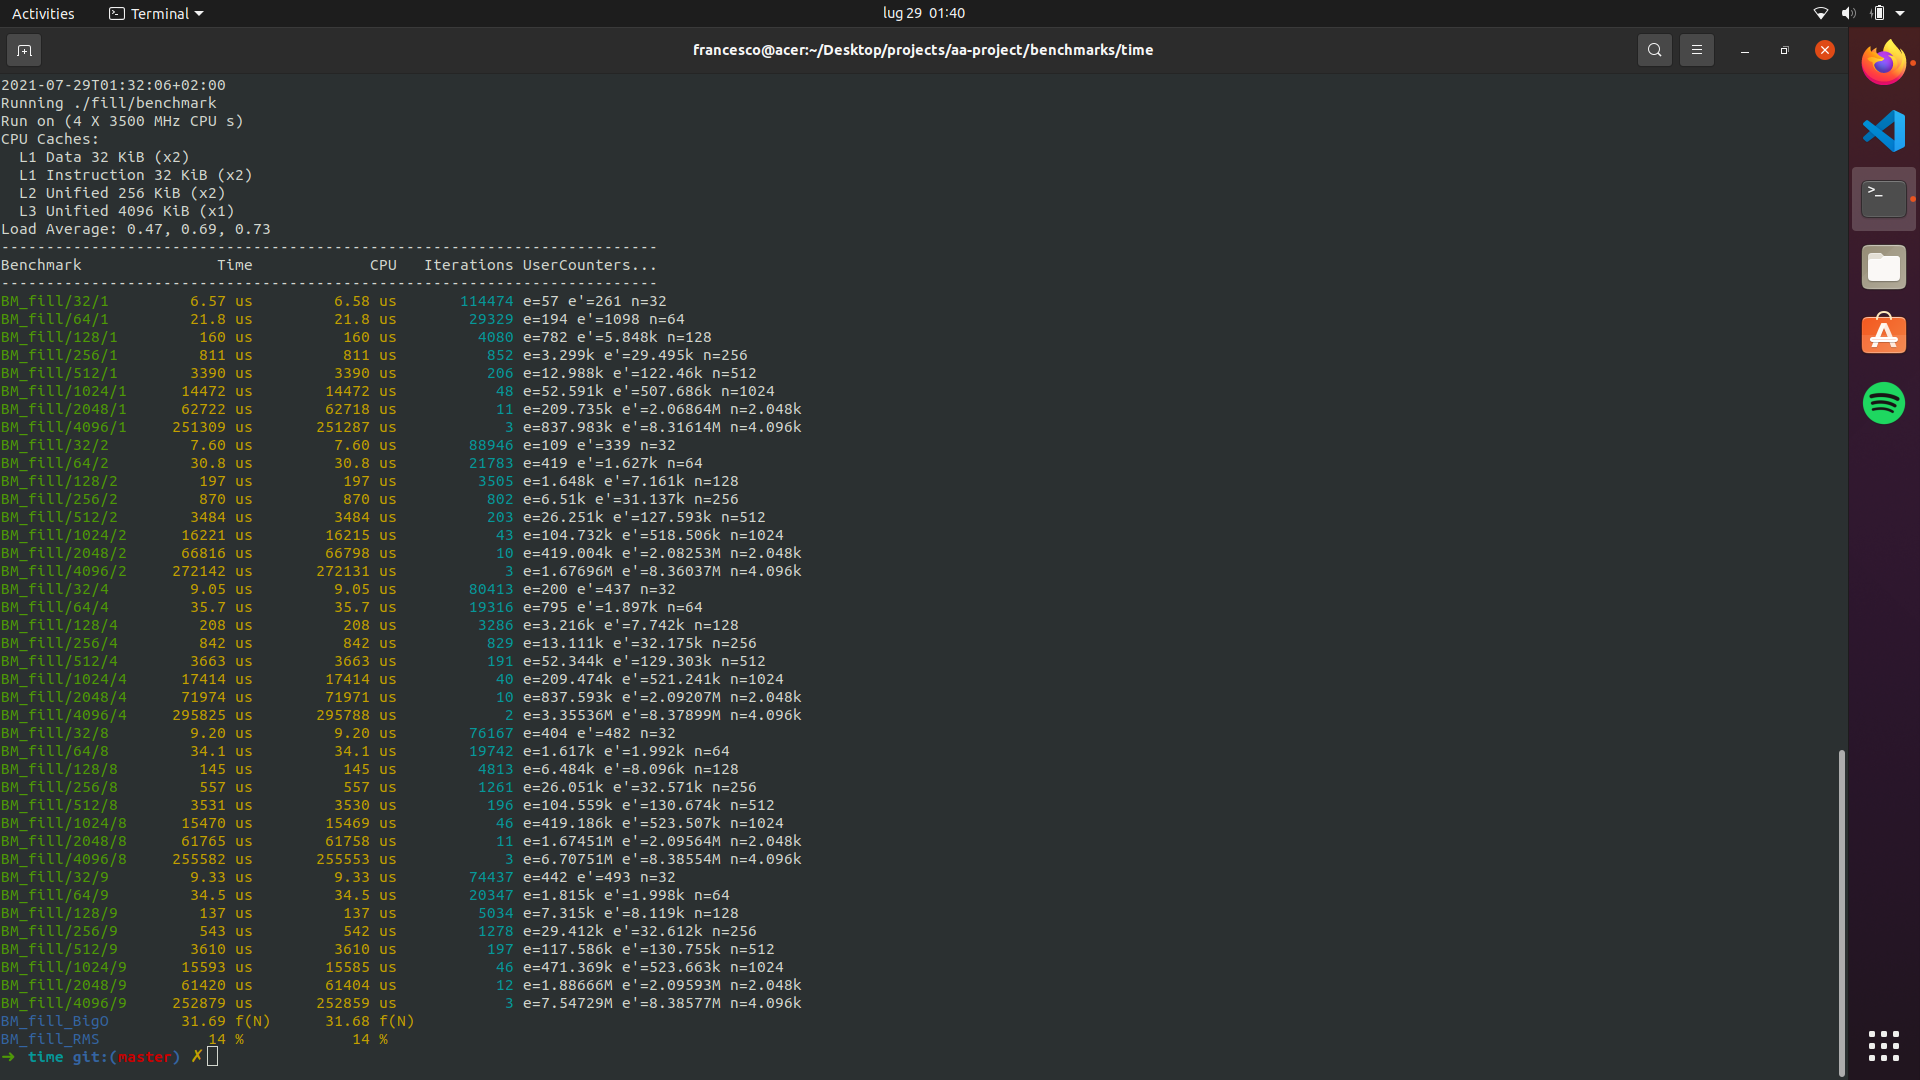 Activities Terminal lug 29 01:40
francesco@acer:~/Desktop/projects/aa-project/benchmarks/time
2021-07-29T01:32:06+02:00
Running ./fill/benchmark
Run on (4 X 3500 MHz CPU s)
CPU Caches:
L1 Data 32 KiB (x2)
L1 Instruction 32 KiB (x2)
L2 Unified 256 KiB (x2)
L3 Unified 4096 KiB (x1)
Load Average: 0.47, 0.69, 0.73
-------------------------------------------------------------------------
Benchmark Time CPU Iterations UserCounters...
-------------------------------------------------------------------------
BM_fill/32/1 6.57 us 6.58 us 114474 e=57 e'=261 n=32
BM_fill/64/1 21.8 us 21.8 us 29329 e=194 e'=1098 n=64
BM_fill/128/1 160 us 160 us 4080 e=782 e'=5.848k n=128
BM_fill/256/1 811 us 811 us 852 e=3.299k e'=29.495k n=256
BM_fill/512/1 3390 us 3390 us 206 e=12.988k e'=122.46k n=512
BM_fill/1024/1 14472 us 14472 us 48 e=52.591k e'=507.686k n=1024
BM_fill/2048/1 62722 us 62718 us 11 e=209.735k e'=2.06864M n=2.048k
BM_fill/4096/1 251309 us 251287 us 3 e=837.983k e'=8.31614M n=4.096k
BM_fill/32/2 7.60 us 7.60 us 88946 e=109 e'=339 n=32
BM_fill/64/2 30.8 us 30.8 us 21783 e=419 e'=1.627k n=64
BM_fill/128/2 197 us 197 us 3505 e=1.648k e'=7.161k n=128
BM_fill/256/2 870 us 870 us 802 e=6.51k e'=31.137k n=256
BM_fill/512/2 3484 us 3484 us 203 e=26.251k e'=127.593k n=512
BM_fill/1024/2 16221 us 16215 us 43 e=104.732k e'=518.506k n=1024
BM_fill/2048/2 66816 us 66798 us 10 e=419.004k e'=2.08253M n=2.048k
BM_fill/4096/2 272142 us 272131 us 3 e=1.67696M e'=8.36037M n=4.096k
BM_fill/32/4 9.05 us 9.05 us 80413 e=200 e'=437 n=32
BM_fill/64/4 35.7 us 35.7 us 19316 e=795 e'=1.897k n=64
BM_fill/128/4 208 us 208 us 3286 e=3.216k e'=7.742k n=128
BM_fill/256/4 842 us 842 us 829 e=13.111k e'=32.175k n=256
BM_fill/512/4 3663 us 3663 us 191 e=52.344k e'=129.303k n=512
BM_fill/1024/4 17414 us 17414 us 40 e=209.474k e'=521.241k n=1024
BM_fill/2048/4 71974 us 71971 us 10 e=837.593k e'=2.09207M n=2.048k
BM_fill/4096/4 295825 us 295788 us 2 e=3.35536M e'=8.37899M n=4.096k
BM_fill/32/8 9.20 us 9.20 us 76167 e=404 e'=482 n=32
BM_fill/64/8 34.1 us 34.1 us 19742 e=1.617k e'=1.992k n=64
BM_fill/128/8 145 us 145 us 4813 e=6.484k e'=8.096k n=128
BM_fill/256/8 557 us 557 us 1261 e=26.051k e'=32.571k n=256
BM_fill/512/8 3531 us 3530 us 196 e=104.559k e'=130.674k n=512
BM_fill/1024/8 15470 us 15469 us 46 e=419.186k e'=523.507k n=1024
BM_fill/2048/8 61765 us 61758 us 11 e=1.67451M e'=2.09564M n=2.048k
BM_fill/4096/8 255582 us 255553 us 3 e=6.70751M e'=8.38554M n=4.096k
BM_fill/32/9 9.33 us 9.33 us 74437 e=442 e'=493 n=32
BM_fill/64/9 34.5 us 34.5 us 20347 e=1.815k e'=1.998k n=64
BM_fill/128/9 137 us 137 us 5034 e=7.315k e'=8.119k n=128
BM_fill/256/9 543 us 542 us 1278 e=29.412k e'=32.612k n=256
BM_fill/512/9 3610 us 3610 us 197 e=117.586k e'=130.755k n=512
BM_fill/1024/9 15593 us 15585 us 46 e=471.369k e'=523.663k n=1024
BM_fill/2048/9 61420 us 61404 us 12 e=1.88666M e'=2.09593M n=2.048k
BM_fill/4096/9 252879 us 252859 us 3 e=7.54729M e'=8.38577M n=4.096k
BM_fill_BigO 31.69 f(N) 31.68 f(N)
BM_fill_RMS 14 % 14 %
➜ time git:(master) ✗